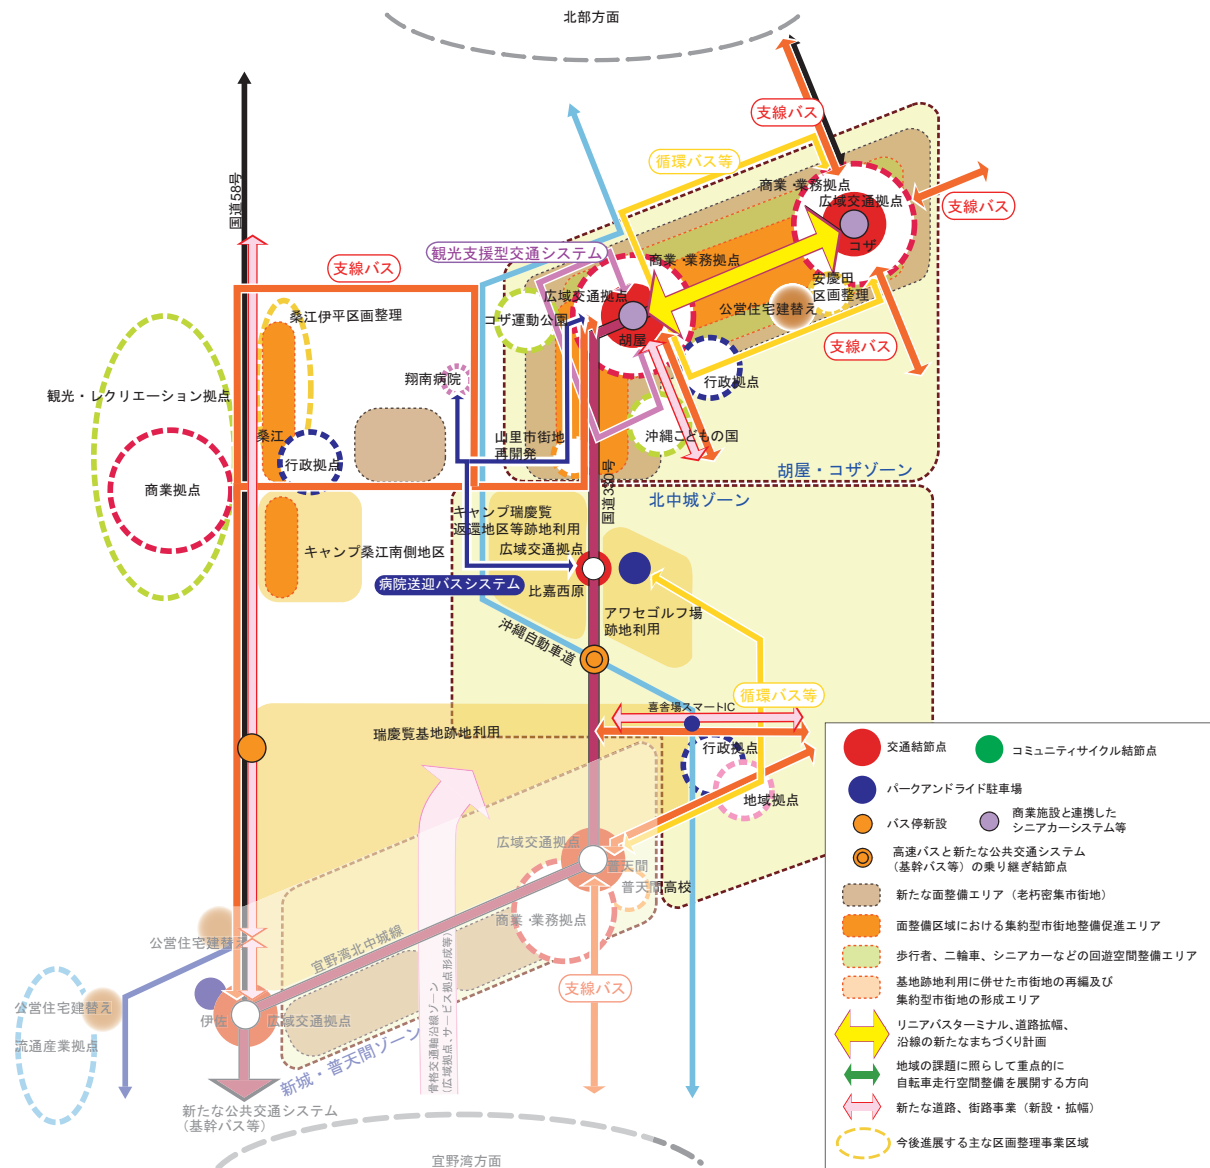 北部方面
国道58号
支線バス
循環バス等
商業・業務拠点
広域交通拠点
コザ
支線バス
観光支援型交通システム
商業・業務拠点
支線バス
広域交通拠点
安慶田
区画整理
公営住宅建替え
桑江伊平区画整理
コザ運動公園
胡屋
支線バス
翔南病院
行政拠点
観光・レクリエーション拠点
桑江
山里市街地
再開発
沖縄こどもの国
行政拠点
商業拠点
胡屋・コザゾーン
国道330号
北中城ゾーン
キャンプ瑞慶覧
返還地区等跡地利用
キャンプ桑江南側地区
広域交通拠点
病院送迎バスシステム
比嘉西原
アワセゴルフ場
跡地利用
沖縄自動車道
循環バス等
喜舎場スマートIC
瑞慶覧基地跡地利用
行政拠点
地域拠点
広域交通拠点
普天間
普天間高校
商業・業務拠点
公営住宅建替え
宜野湾北中城線
骨格交通軸沿線ゾーン
(広域拠点、サービス拠点形成等)
支線バス
公営住宅建替え
伊佐
広域交通拠点
流通産業拠点
新城・普天間ゾーン
新たな公共交通システム
(基幹バス等)
宜野湾方面
交通結節点
コミュニティサイクル結節点
パークアンドライド駐車場
バス停新設
商業施設と連携した
シニアカーシステム等
高速バスと新たな公共交通システム
(基幹バス等)の乗り継ぎ結節点
新たな面整備エリア(老朽密集市街地)
面整備区域における集約型市街地整備促進エリア
歩行者、二輪車、シニアカーなどの回遊空間整備エリア
基地跡地利用に併せた市街地の再編及び
集約型市街地の形成エリア
リニアバスターミナル、道路拡幅、
沿線の新たなまちづくり計画
地域の課題に照らして重点的に
自転車走行空間整備を展開する方向
新たな道路、街路事業(新設・拡幅)
今後進展する主な区画整理事業区域